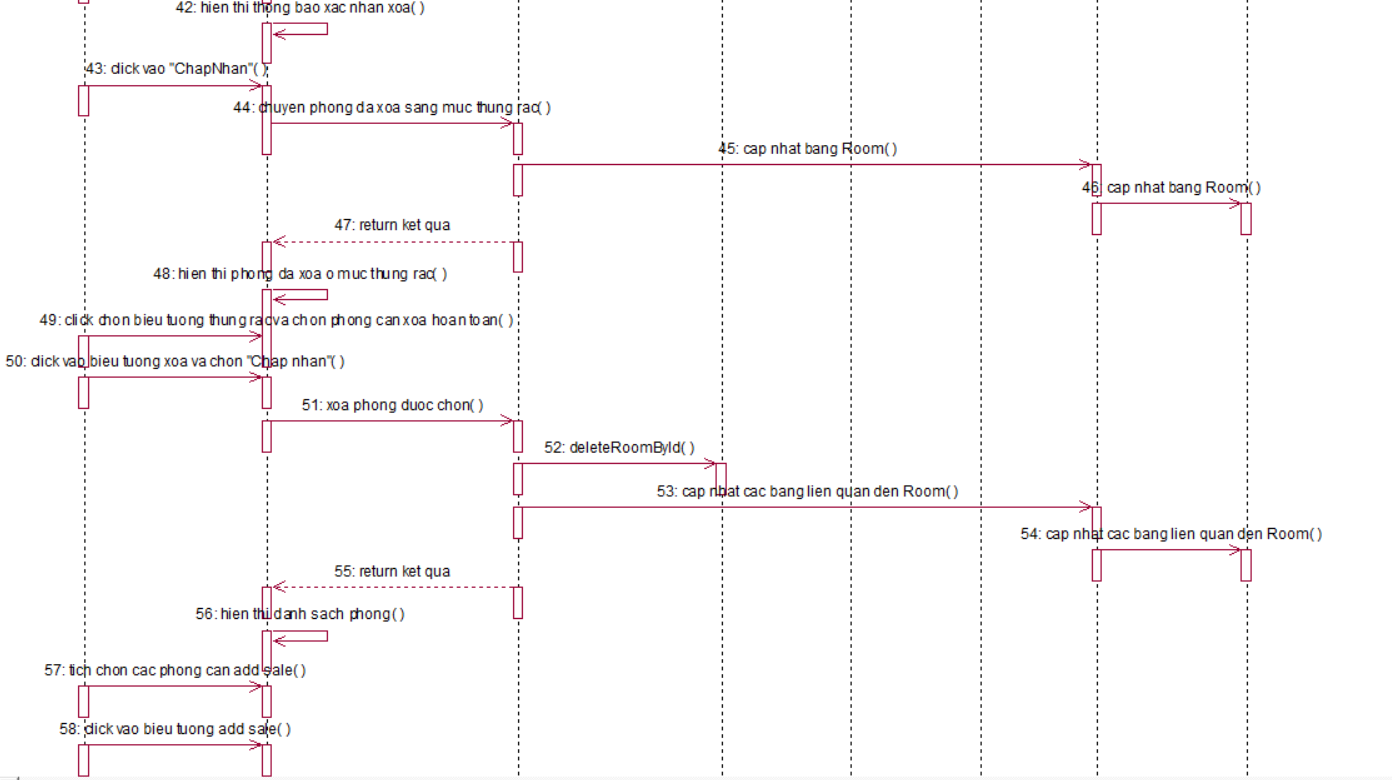 42: hien thi thong bao xac nhan xoa( )
43: click vao "ChapNhan"( )
44: chuyen phong da xoa sang muc thung rac( )
45: cap nhat bang Room( )
46: cap nhat bang Room( )
47: return ket qua
48: hien thi phong da xoa o muc thung rac( )
49: click chon bieu tuong thung rac va chon phong can xoa hoan toan( )
50: click vao bieu tuong xoa va chon "Chap nhan"( )
51: xoa phong duoc chon( )
52: deleteRoomById( )
53: cap nhat cac bang lien quan den Room( )
54: cap nhat cac bang lien quan den Room( )
55: return ket qua
56: hien thi danh sach phong( )
57: tich chon cac phong can add sale( )
58: click vao bieu tuong add sale( )